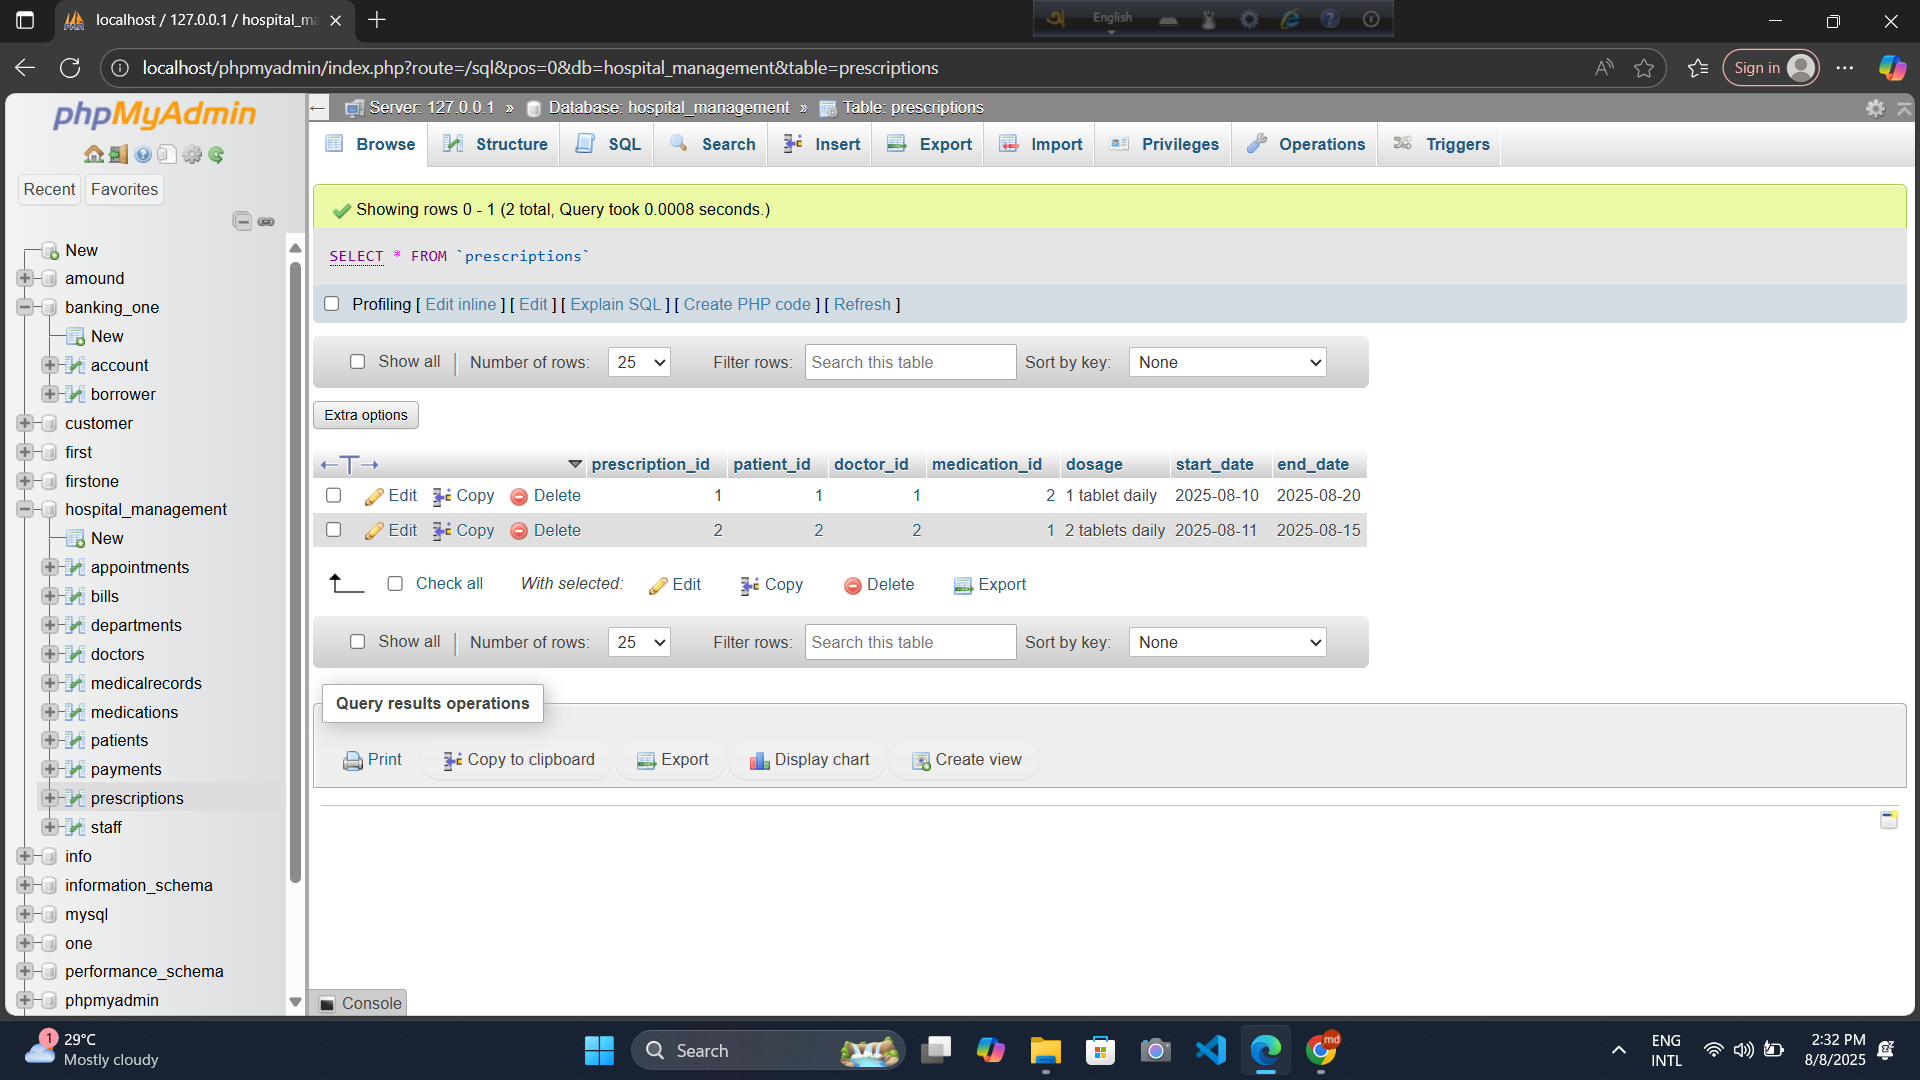 localhost / 127.0.0.1 / hospital_ma
English
localhost/phpmyadmin/index.php?route=/sql&pos=0&db=hospital_management&table=prescriptions
Sign in
phpMyAdmin
Server: 127.0.0.1 » Database: hospital_management » Table: prescriptions
Browse Structure SQL Search Insert Export Import Privileges Operations Triggers
Recent Favorites
New
amound
banking_one
New
account
borrower
customer
first
firstone
hospital_management
New
appointments
bills
departments
doctors
medicalrecords
medications
patients
payments
prescriptions
staff
info
information_schema
mysql
one
performance_schema
phpmyadmin
Showing rows 0 - 1 (2 total, Query took 0.0008 seconds.)
SELECT * FROM `prescriptions`
Profiling [ Edit inline ] [ Edit ] [ Explain SQL ] [ Create PHP code ] [ Refresh ]
Show all Number of rows: 25 Filter rows: Search this table Sort by key: None
Extra options
prescription_id patient_id doctor_id medication_id dosage start_date end_date
Edit Copy Delete 1 1 1 2 1 tablet daily 2025-08-10 2025-08-20
Edit Copy Delete 2 2 2 1 2 tablets daily 2025-08-11 2025-08-15
Check all With selected: Edit Copy Delete Export
Show all Number of rows: 25 Filter rows: Search this table Sort by key: None
Query results operations
Print Copy to clipboard Export Display chart Create view
Console
1
29°C
Mostly cloudy
Search
md
ENG
INTL
2:32 PM
8/8/2025